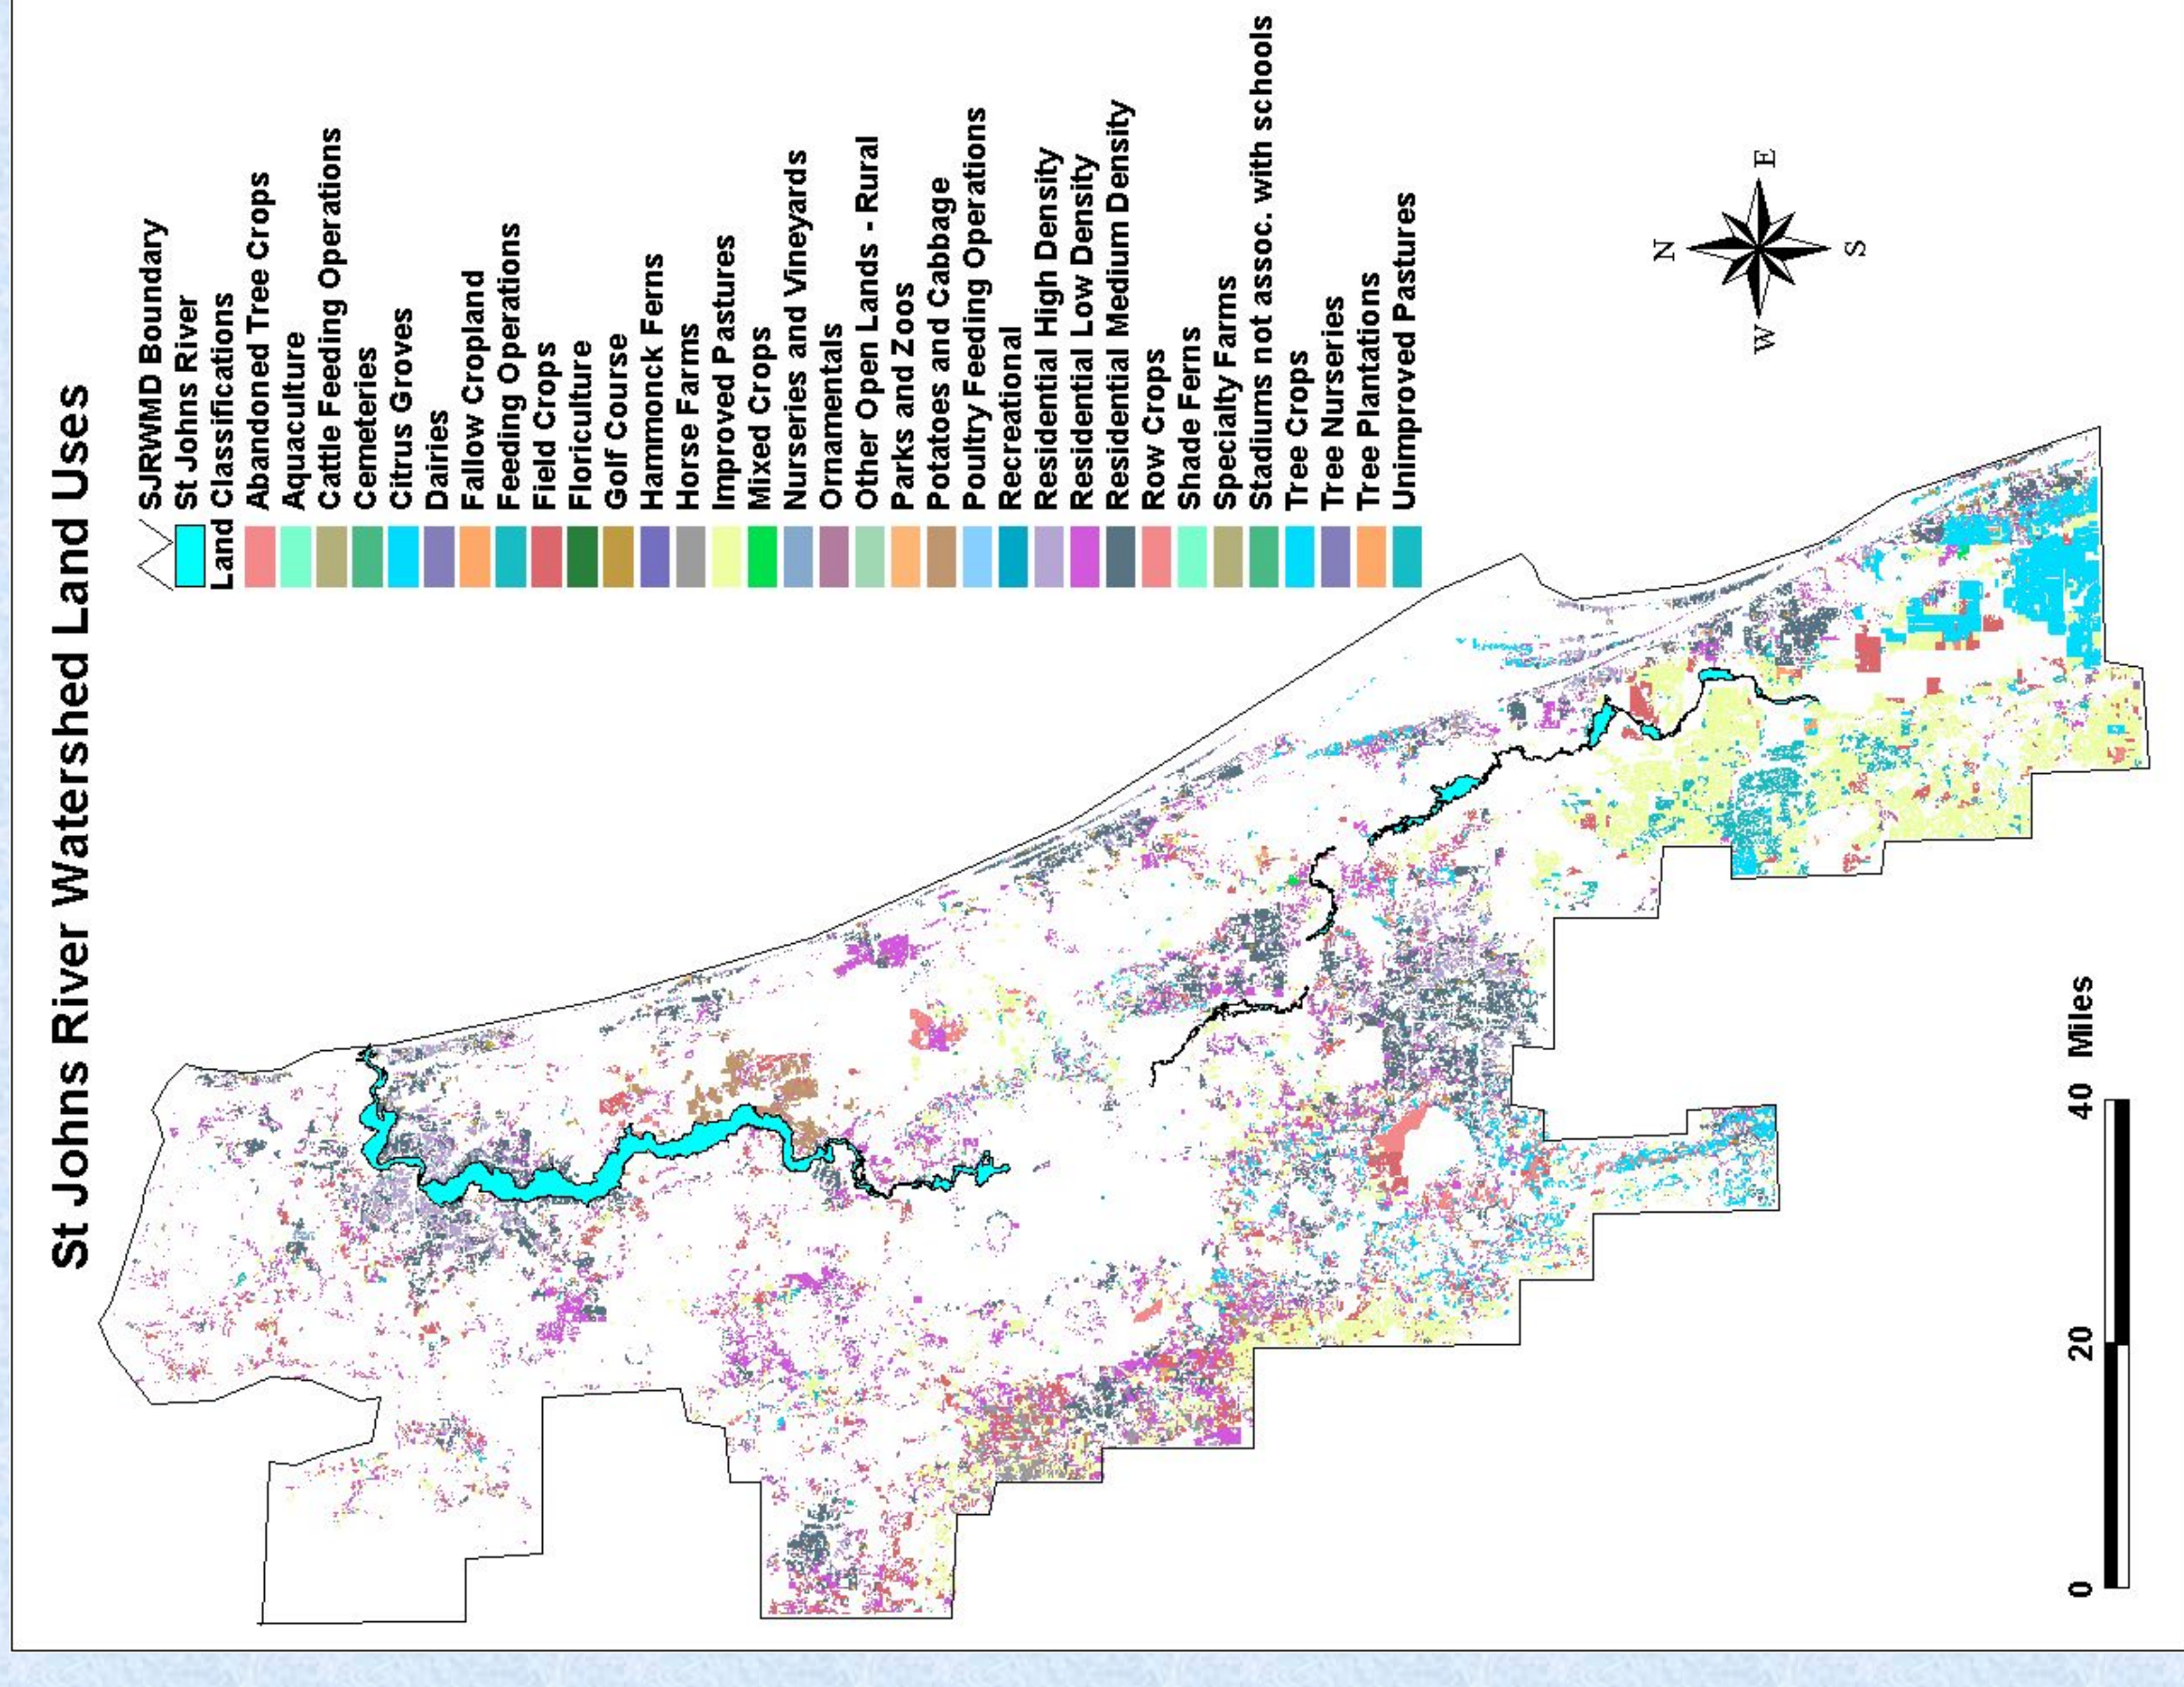 St Johns River Watershed Land Uses
SJRWMD Boundary
St Johns River
Land Classifications
Abandoned Tree Crops
Aquaculture
Cattle Feeding Operations
Cemeteries
Citrus Groves
Dairies
Fallow Cropland
Feeding Operations
Field Crops
Floriculture
Golf Course
Hammonck Ferns
Horse Farms
Improved Pastures
Mixed Crops
Nurseries and Vineyards
Ornamentals
Other Open Lands - Rural
Parks and Zoos
Potatoes and Cabbage
Poultry Feeding Operations
Recreational
Residential High Density
Residential Low Density
Residential Medium Density
Row Crops
Shade Ferns
Specialty Farms
Stadiums not assoc. with schools
Tree Crops
Tree Nurseries
Tree Plantations
Unimproved Pastures
N
W E
S
0 20 40 Miles